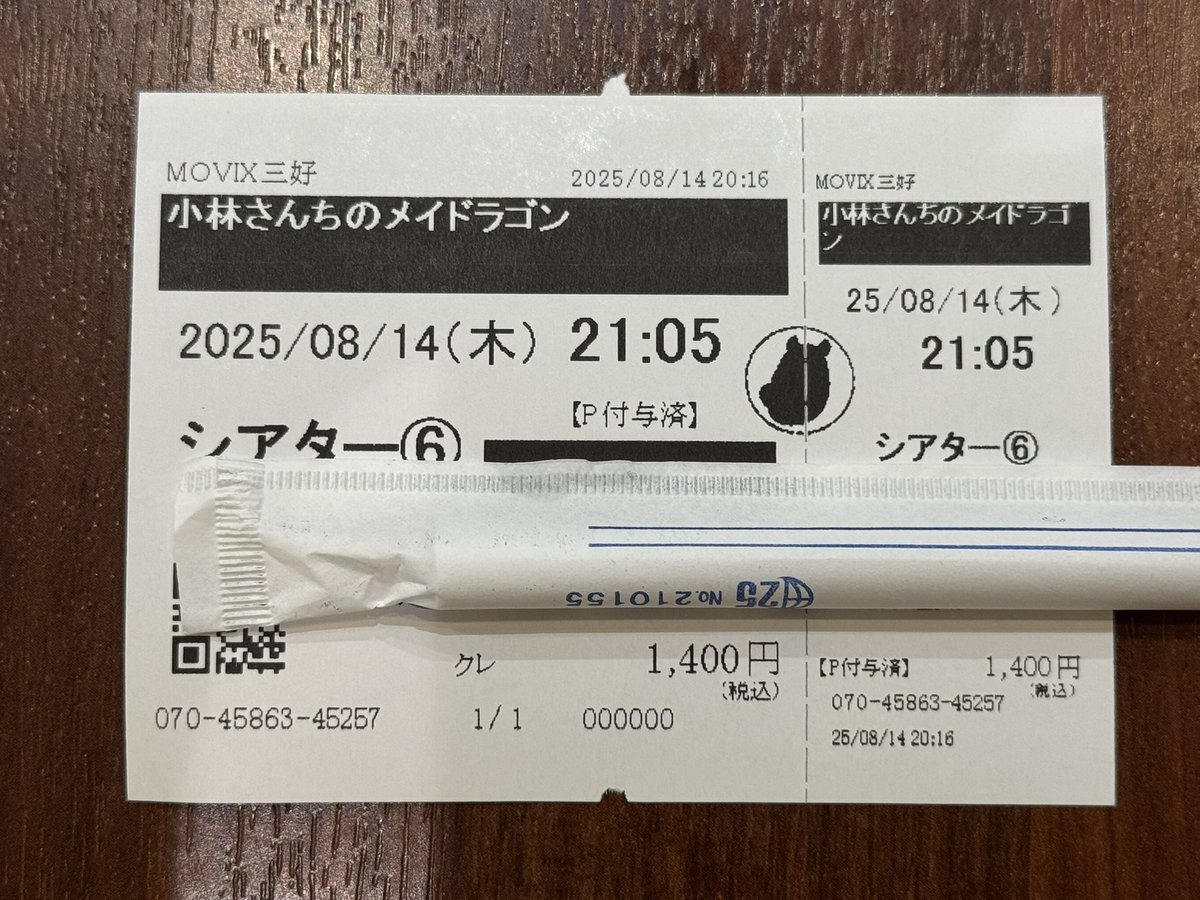 MOVIX三好
2025/08/14 20:16
小林さんちのメイドラゴン
2025/08/14(木) 21:05
【P付与済】
シアター⑥
クレ
1,400円
(税込)
070-45863-45257
1/1
000000
MOVIX三好
小林さんちのメイドラゴ
ン
25/08/14(木)
21:05
シアター⑥
【P付与済】
1,400円
(税込)
070-45863-45257
25/08/14 20:16
25 No.210155